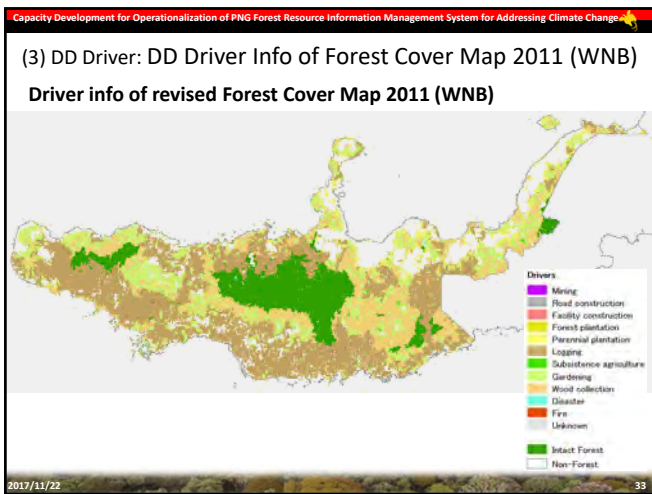 Capacity Development for Operationalization of PNG Forest Resource Information Management System for Addressing Climate Change
(3) DD Driver: DD Driver Info of Forest Cover Map 2011 (WNB)
Driver info of revised Forest Cover Map 2011 (WNB)
Drivers
Mining
Road construction
Facility construction
Forest plantation
Perennial plantation
Logging
Subsistence agriculture
Gardening
Wood collection
Disaster
Fire
Unknown
Intact Forest
Non-Forest
2017/11/22
33